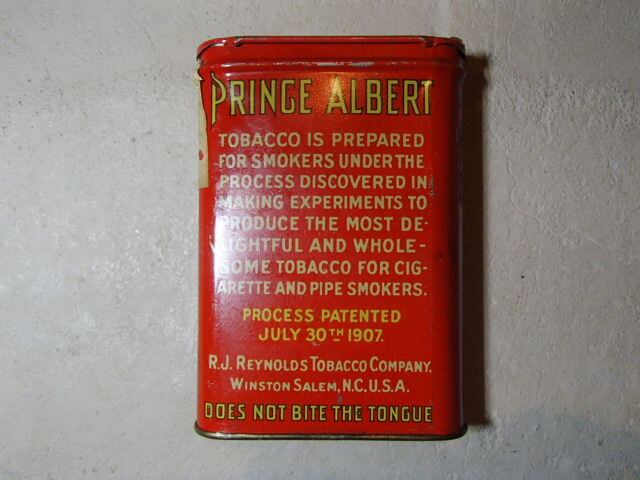 PRINCE ALBERT
TOBACCO IS PREPARED
FOR SMOKERS UNDER THE
PROCESS DISCOVERED IN
MAKING EXPERIMENTS TO
PRODUCE THE MOST DE-
LIGHTFUL AND WHOLE-
SOME TOBACCO FOR CIG-
ARETTE AND PIPE SMOKERS.
PROCESS PATENTED
JULY 30TH 1907.
R.J. REYNOLDS TOBACCO COMPANY,
WINSTON SALEM, N.C. U.S.A.
DOES NOT BITE THE TONGUE